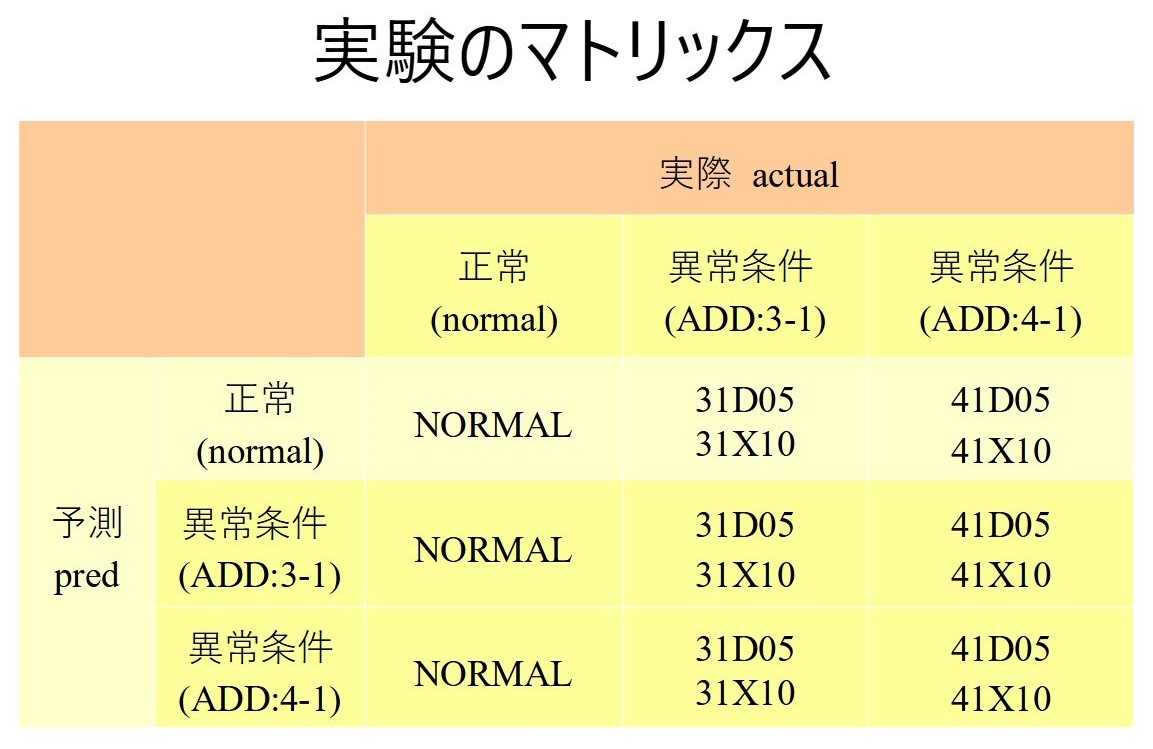 実験のマトリックス
実際 actual
正常
(normal)
異常条件
(ADD:3-1)
異常条件
(ADD:4-1)
予測
pred
正常
(normal)
NORMAL
31D05
31X10
41D05
41X10
異常条件
(ADD:3-1)
NORMAL
31D05
31X10
41D05
41X10
異常条件
(ADD:4-1)
NORMAL
31D05
31X10
41D05
41X10